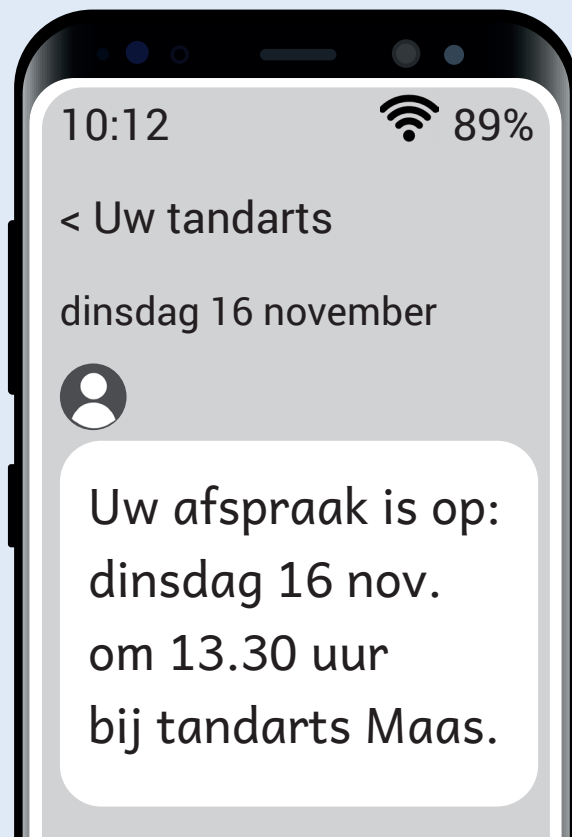 10:12 89%
< Uw tandarts
dinsdag 16 november
Uw afspraak is op:
dinsdag 16 nov.
om 13.30 uur
bij tandarts Maas.